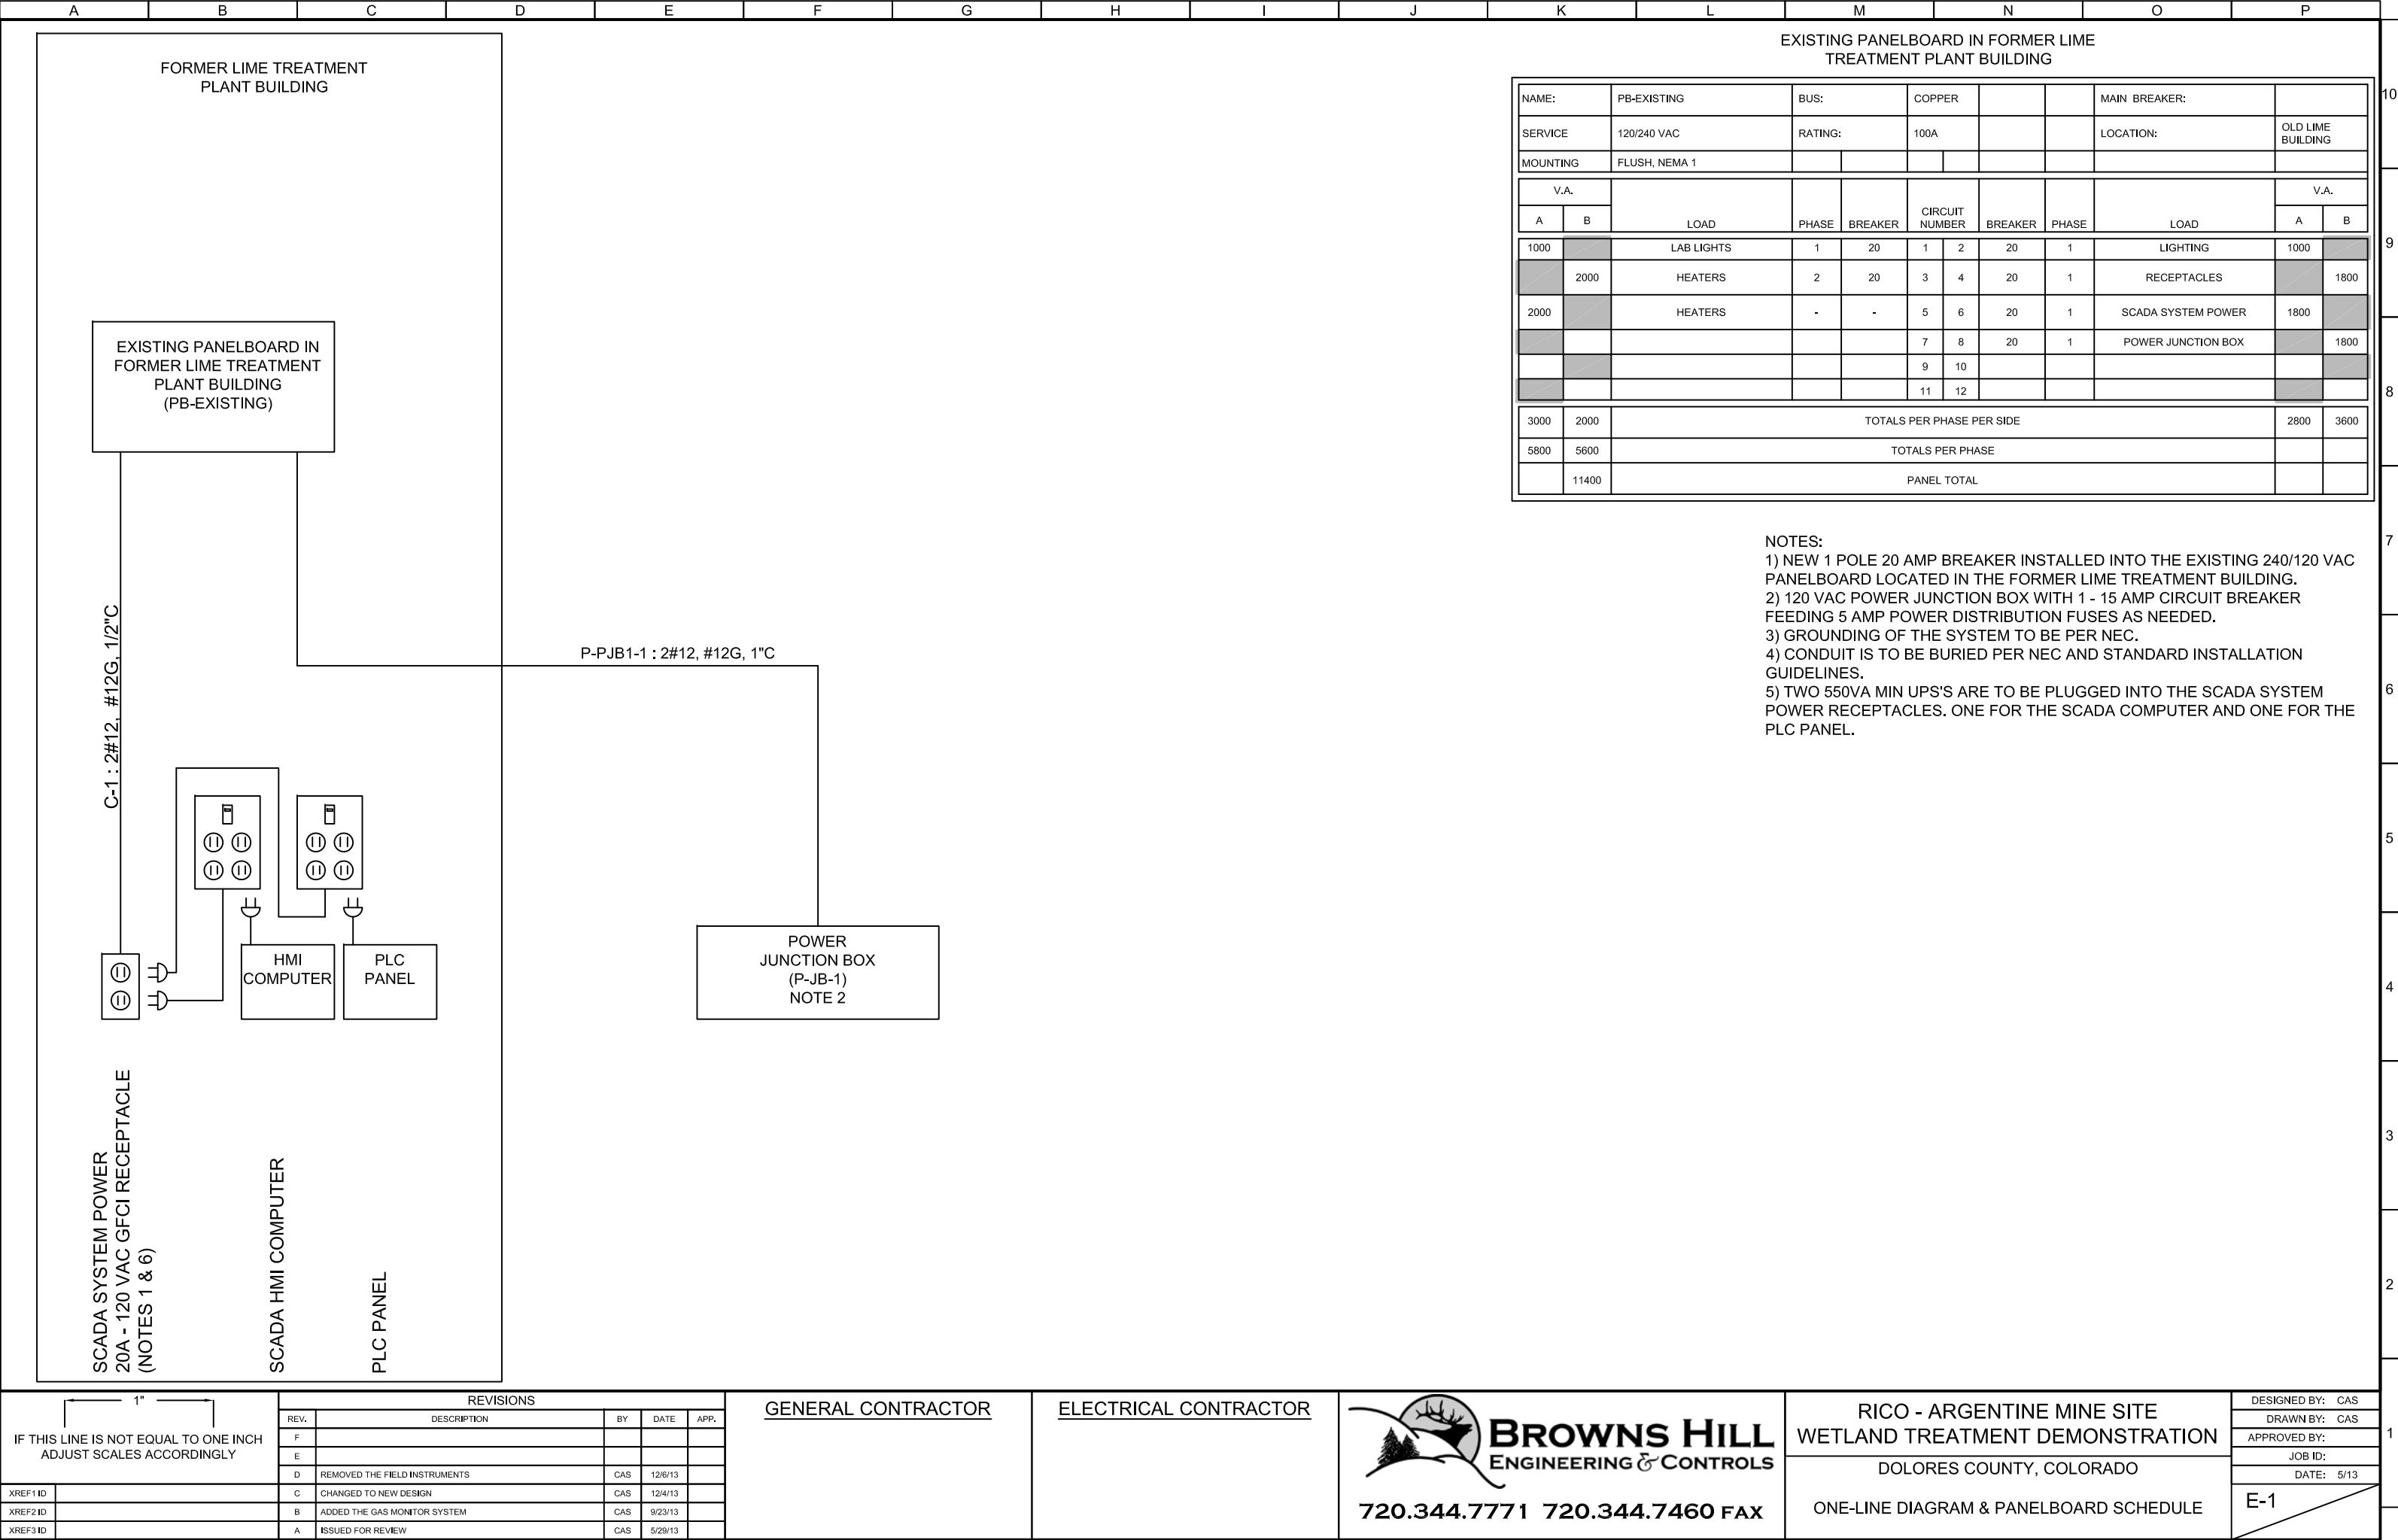 A B C D E F G H I J K L M N O P
FORMER LIME TREATMENT
PLANT BUILDING
EXISTING PANELBOARD IN
FORMER LIME TREATMENT
PLANT BUILDING
(PB-EXISTING)
C-1 : 2#12, #12G, 1/2"C
P-PJB1-1 : 2#12, #12G, 1"C
HMI
COMPUTER
PLC
PANEL
POWER
JUNCTION BOX
(P-JB-1)
NOTE 2
SCADA SYSTEM POWER
20A - 120 VAC GFCI RECEPTACLE
(NOTES 1 & 6)
SCADA HMI COMPUTER
PLC PANEL
EXISTING PANELBOARD IN FORMER LIME
TREATMENT PLANT BUILDING
NAME: PB-EXISTING BUS: COPPER MAIN BREAKER:
SERVICE 120/240 VAC RATING: 100A LOCATION: OLD LIME
BUILDING
MOUNTING FLUSH, NEMA 1
V.A. V.A.
A B LOAD PHASE BREAKER CIRCUIT
NUMBER BREAKER PHASE LOAD A B
1000 LAB LIGHTS 1 20 1 2 20 1 LIGHTING 1000
2000 HEATERS 2 20 3 4 20 1 RECEPTACLES 1800
2000 HEATERS - - 5 6 20 1 SCADA SYSTEM POWER 1800
7 8 20 1 POWER JUNCTION BOX 1800
9 10
11 12
3000 2000 TOTALS PER PHASE PER SIDE 2800 3600
5800 5600 TOTALS PER PHASE
11400 PANEL TOTAL
NOTES:
1) NEW 1 POLE 20 AMP BREAKER INSTALLED INTO THE EXISTING 240/120 VAC
PANELBOARD LOCATED IN THE FORMER LIME TREATMENT BUILDING.
2) 120 VAC POWER JUNCTION BOX WITH 1 - 15 AMP CIRCUIT BREAKER
FEEDING 5 AMP POWER DISTRIBUTION FUSES AS NEEDED.
3) GROUNDING OF THE SYSTEM TO BE PER NEC.
4) CONDUIT IS TO BE BURIED PER NEC AND STANDARD INSTALLATION
GUIDELINES.
5) TWO 550VA MIN UPS'S ARE TO BE PLUGGED INTO THE SCADA SYSTEM
POWER RECEPTACLES. ONE FOR THE SCADA COMPUTER AND ONE FOR THE
PLC PANEL.
10
9
8
7
6
5
4
3
2
1
1"
IF THIS LINE IS NOT EQUAL TO ONE INCH
ADJUST SCALES ACCORDINGLY
XREF1 ID
XREF2 ID
XREF3 ID
REVISIONS
REV. DESCRIPTION BY DATE APP.
F
E
D REMOVED THE FIELD INSTRUMENTS CAS 12/6/13
C CHANGED TO NEW DESIGN CAS 12/4/13
B ADDED THE GAS MONITOR SYSTEM CAS 9/23/13
A ISSUED FOR REVIEW CAS 5/29/13
GENERAL CONTRACTOR
ELECTRICAL CONTRACTOR
BROWNS HILL
ENGINEERING & CONTROLS
720.344.7771 720.344.7460 FAX
RICO - ARGENTINE MINE SITE
WETLAND TREATMENT DEMONSTRATION
DOLORES COUNTY, COLORADO
ONE-LINE DIAGRAM & PANELBOARD SCHEDULE
DESIGNED BY: CAS
DRAWN BY: CAS
APPROVED BY:
JOB ID:
DATE: 5/13
E-1